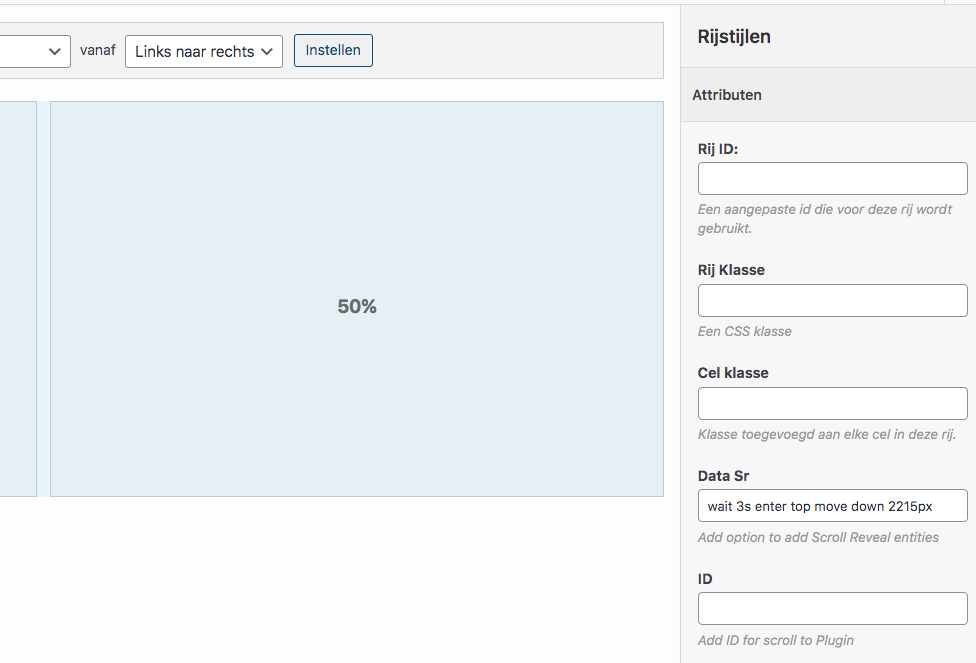 vanaf
Links naar rechts
Instellen
50%
Rijstijlen
Attributen
Rij ID:
Een aangepaste id die voor deze rij wordt
gebruikt.
Rij Klasse
Een CSS klasse
Cel klasse
Klasse toegevoegd aan elke cel in deze rij.
Data Sr
wait 3s enter top move down 2215px
Add option to add Scroll Reveal entities
ID
Add ID for scroll to Plugin